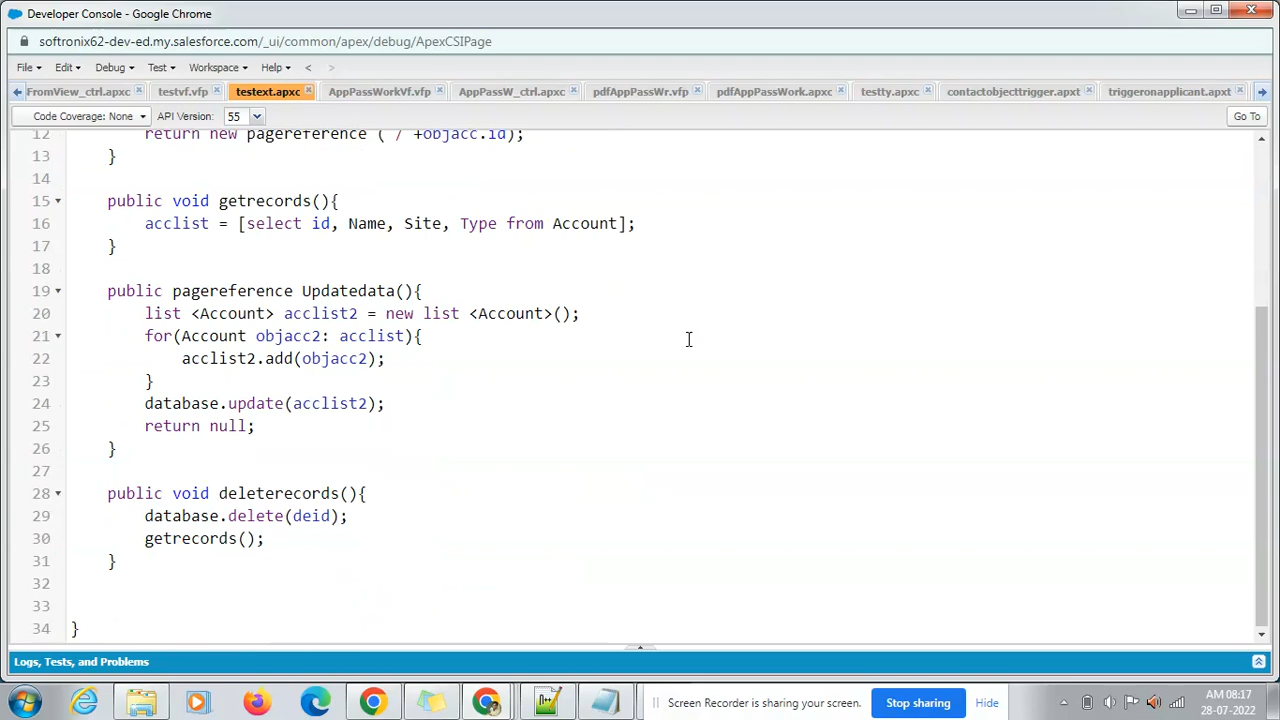 Developer Console - Google Chrome
softronix62-dev-ed.my.salesforce.com/_ui/common/apex/debug/ApexCSIPage
File Edit Debug Test Workspace Help < >
FromView_ctrl.apxc testvf.vfp testext.apxc AppPassWorkVf.vfp AppPassW_ctrl.apxc pdfAppPassWr.vfp pdfAppPassWork.apxc testty.apxc contactobjecttrigger.apxt triggeronapplicant.apxt
Code Coverage: None API Version: 55 Go To
12 return new pagereference ( / +objacc.id);
13 }
14
15 public void getrecords(){
16 acclist = [select id, Name, Site, Type from Account];
17 }
18
19 public pagereference Updatedata(){
20 list <Account> acclist2 = new list <Account>();
21 for(Account objacc2: acclist){
22 acclist2.add(objacc2);
23 }
24 database.update(acclist2);
25 return null;
26 }
27
28 public void deleterecords(){
29 database.delete(deid);
30 getrecords();
31 }
32
33
34 }
Logs, Tests, and Problems
Screen Recorder is sharing your screen. Stop sharing Hide
AM 08:17
28-07-2022